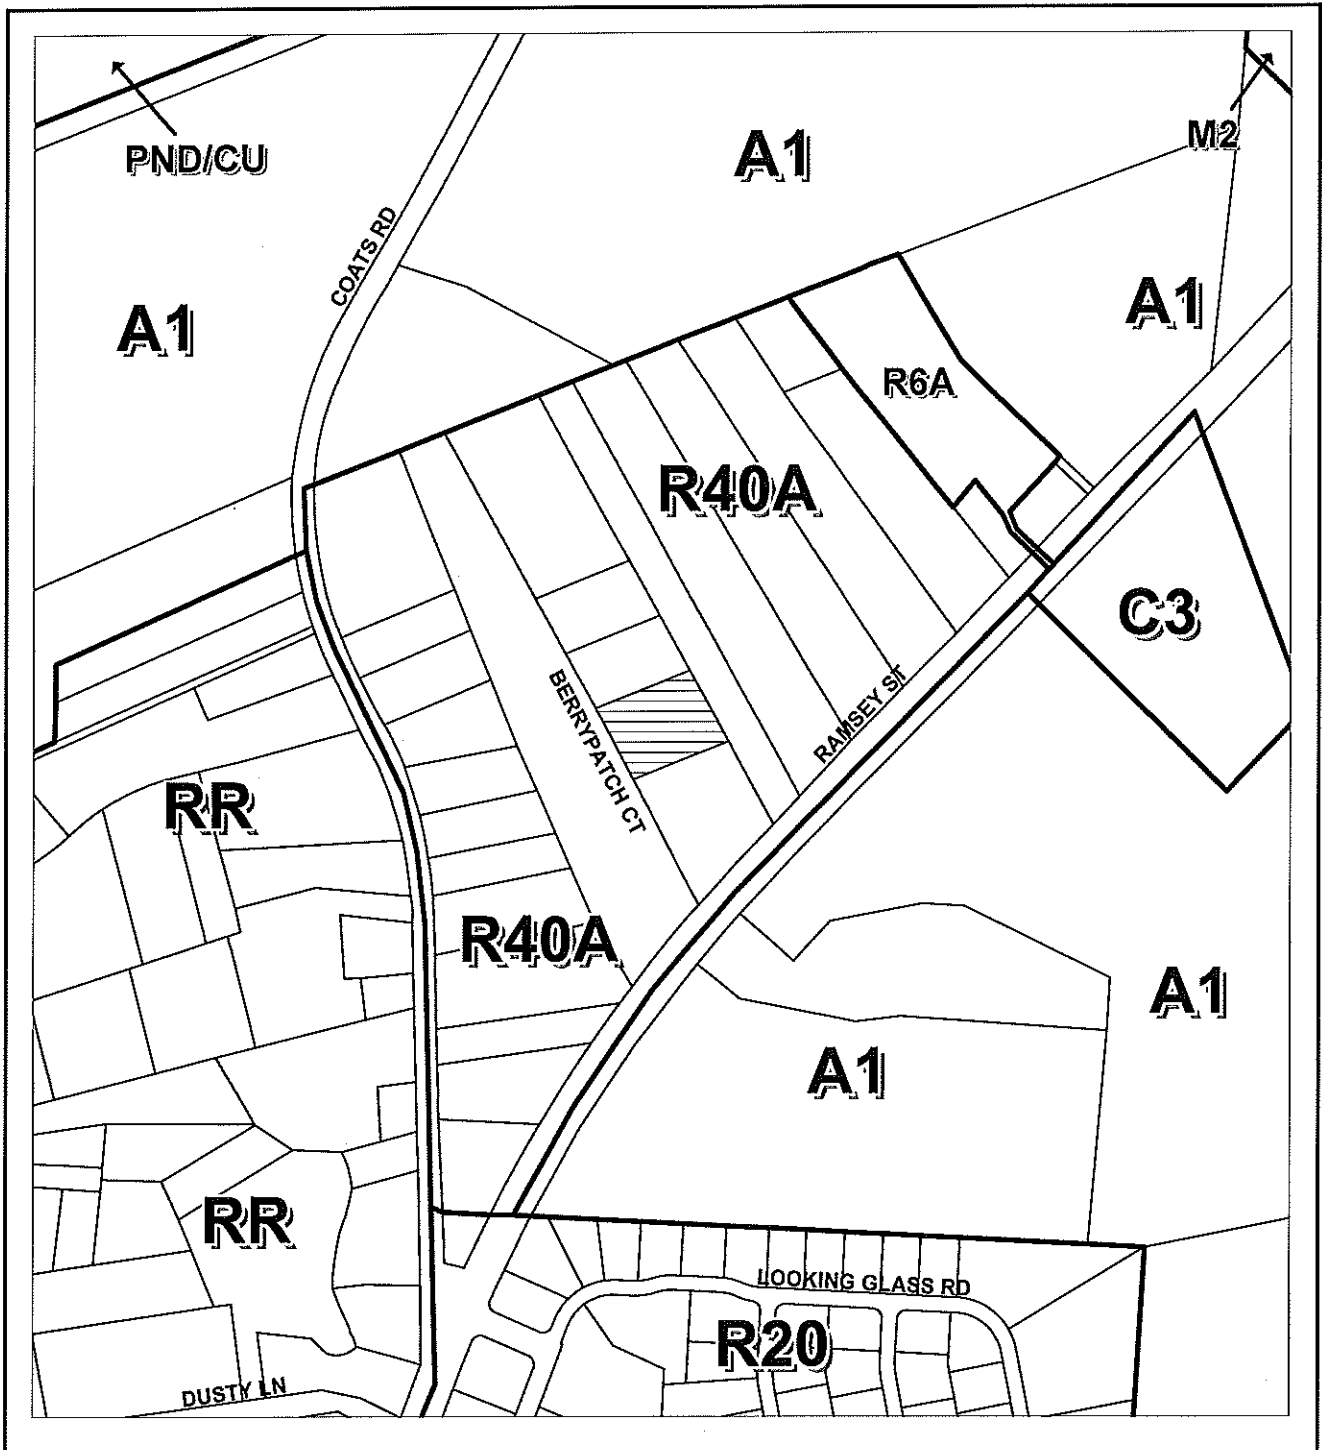 A1
M2
PND/CU
COATS RD
A1
A1
R6A
R40A
C3
BERRYPATCH CT
RAMSEY ST
RR
R40A
A1
A1
RR
LOOKING GLASS RD
R20
DUSTY LN